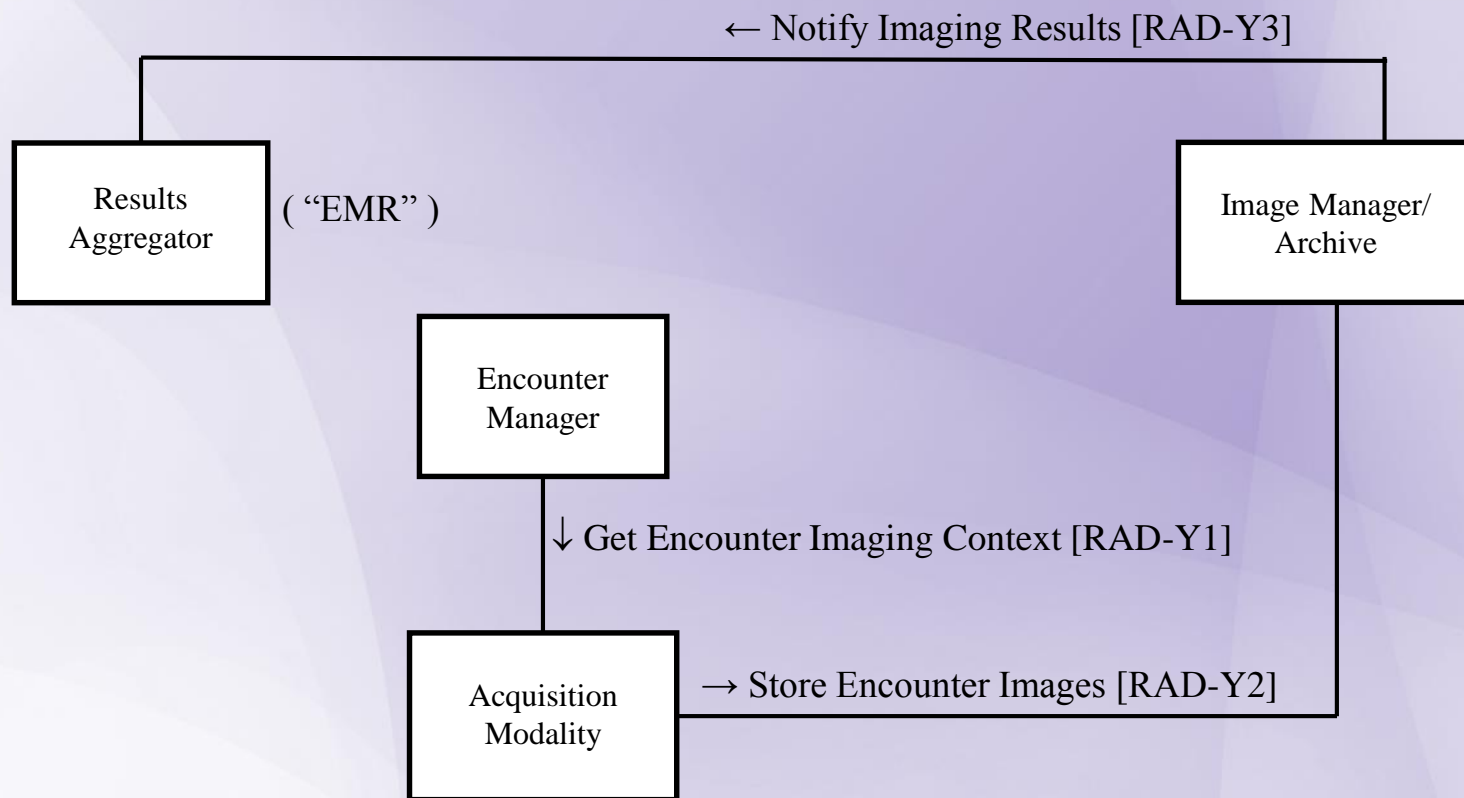 ← Notify Imaging Results [RAD-Y3]
Results
Aggregator
( “EMR” )
Image Manager/
Archive
Encounter
Manager
↓ Get Encounter Imaging Context [RAD-Y1]
Acquisition
Modality
→ Store Encounter Images [RAD-Y2]